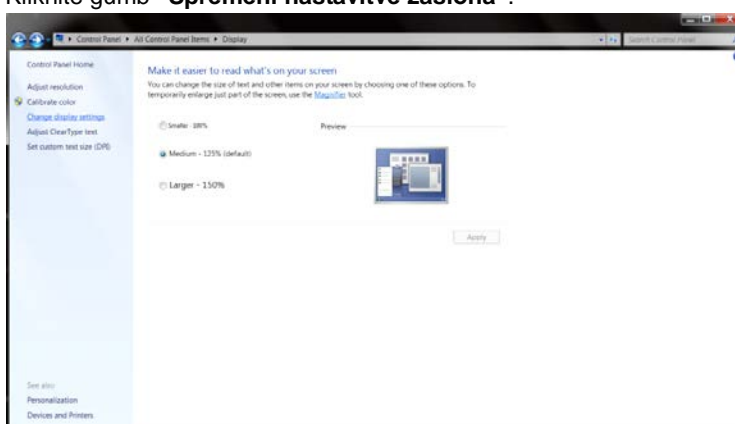 Kliknite gumb "Spremeni nastavitve zaslona".
Control Panel ▸ All Control Panel Items ▸ Display
Search Control Panel
Control Panel Home
Adjust resolution
Calibrate color
Change display settings
Adjust ClearType text
Set custom text size (DPI)
See also
Personalization
Devices and Printers
Make it easier to read what's on your screen
You can change the size of text and other items on your screen by choosing one of these options. To
temporarily enlarge just part of the screen, use the Magnifier tool.
Smaller - 100%
Medium - 125% (default)
Larger - 150%
Preview
Apply